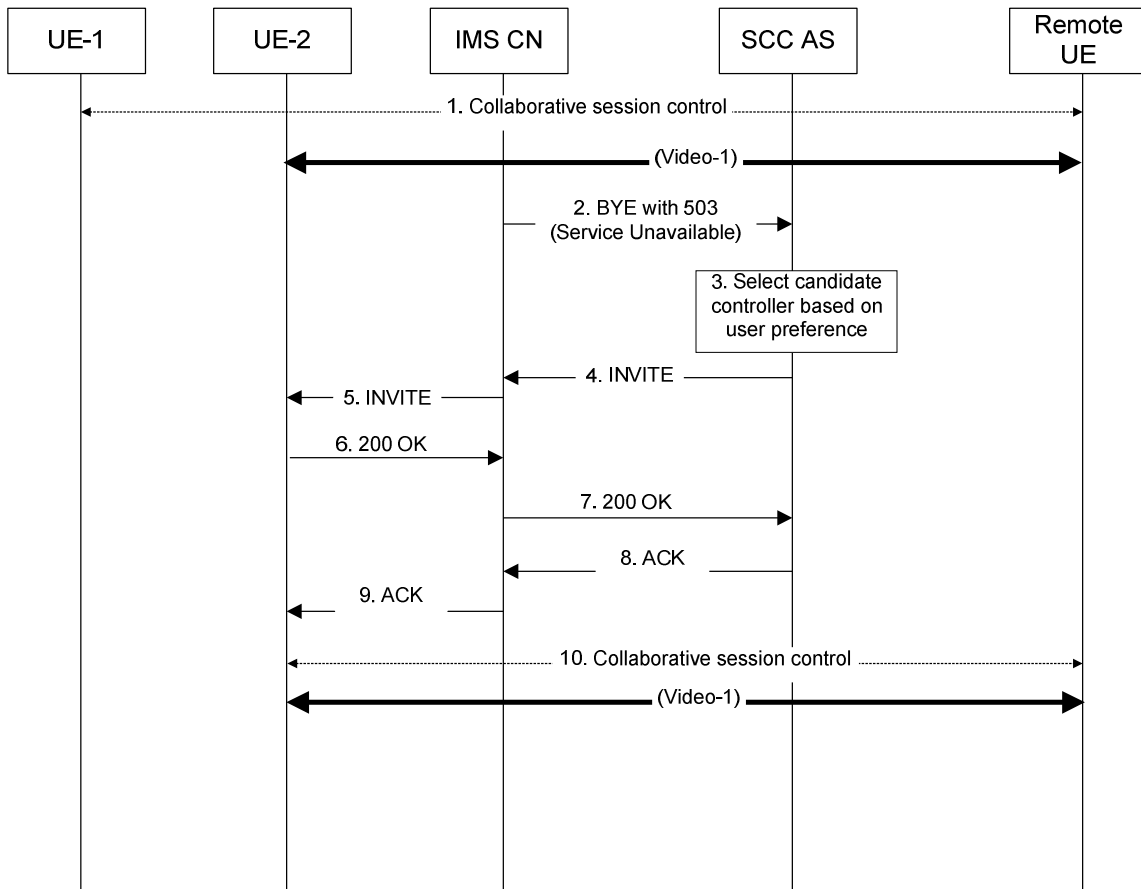 UE-1
UE-2
IMS CN
SCC AS
Remote
UE
1. Collaborative session control
(Video-1)
2. BYE with 503
(Service Unavailable)
3. Select candidate
controller based on
user preference
4. INVITE
5. INVITE
6. 200 OK
7. 200 OK
8. ACK
9. ACK
10. Collaborative session control
(Video-1)